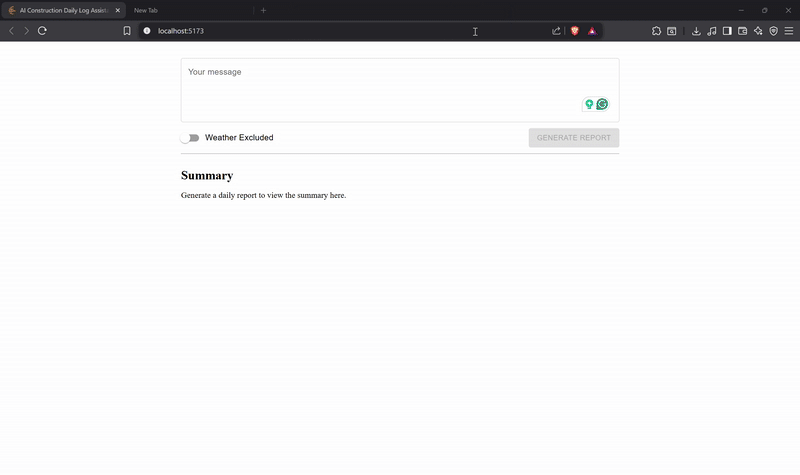 AI Construction Daily Log Assist
New Tab
localhost:5173
Your message
Weather Excluded
GENERATE REPORT
Summary
Generate a daily report to view the summary here.